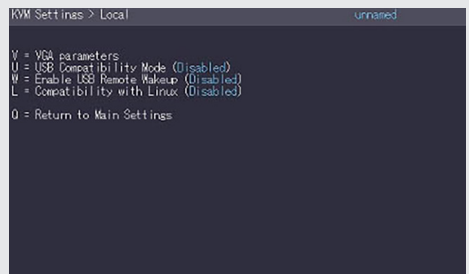 KVM Settings > Local
unnamed
V = VGA parameters
U = USB Compatibility Mode (Disabled)
W = Enable USB Remote Wakeup (Disabled)
L = Compatibility with Linux (Disabled)
Q = Return to Main Settings